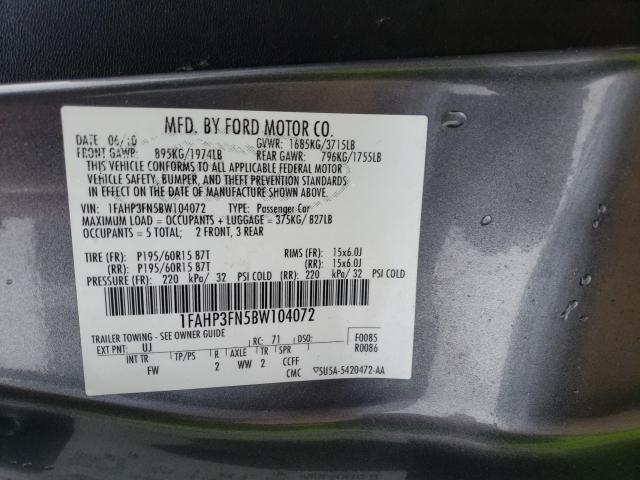 MFD. BY FORD MOTOR CO.
DATE 06/10 GVWR: 1685KG/3715LB
FRONT GAWR: 895KG/1974LB REAR GAWR: 796KG/1755LB
THIS VEHICLE CONFORMS TO ALL APPLICABLE FEDERAL MOTOR
VEHICLE SAFETY, BUMPER, AND THEFT PREVENTION STANDARDS
IN EFFECT ON THE DATE OF MANUFACTURE SHOWN ABOVE.
VIN: 1FAHP3FN5BW104072 TYPE: Passenger Car
MAXIMUM LOAD = OCCUPANTS + LUGGAGE = 375KG/ 827LB
OCCUPANTS = 5 TOTAL; 2 FRONT, 3 REAR
TIRE (FR): P195/60R15 87T RIMS (FR): 15x6.0J
(RR): P195/60R15 87T (RR): 15x6.0J
PRESSURE (FR): 220 kPa/ 32 PSI COLD (RR): 220 kPa/ 32 PSI COLD
1FAHP3FN5BW104072
TRAILER TOWING - SEE OWNER GUIDE
EXT PNT: UJ RC: 71 DSO: F0085
R0086
INT TR TP/PS R AXLE TR SPR
FW 2 WW 2 CCFF
CMC SU5A-5420472-AA